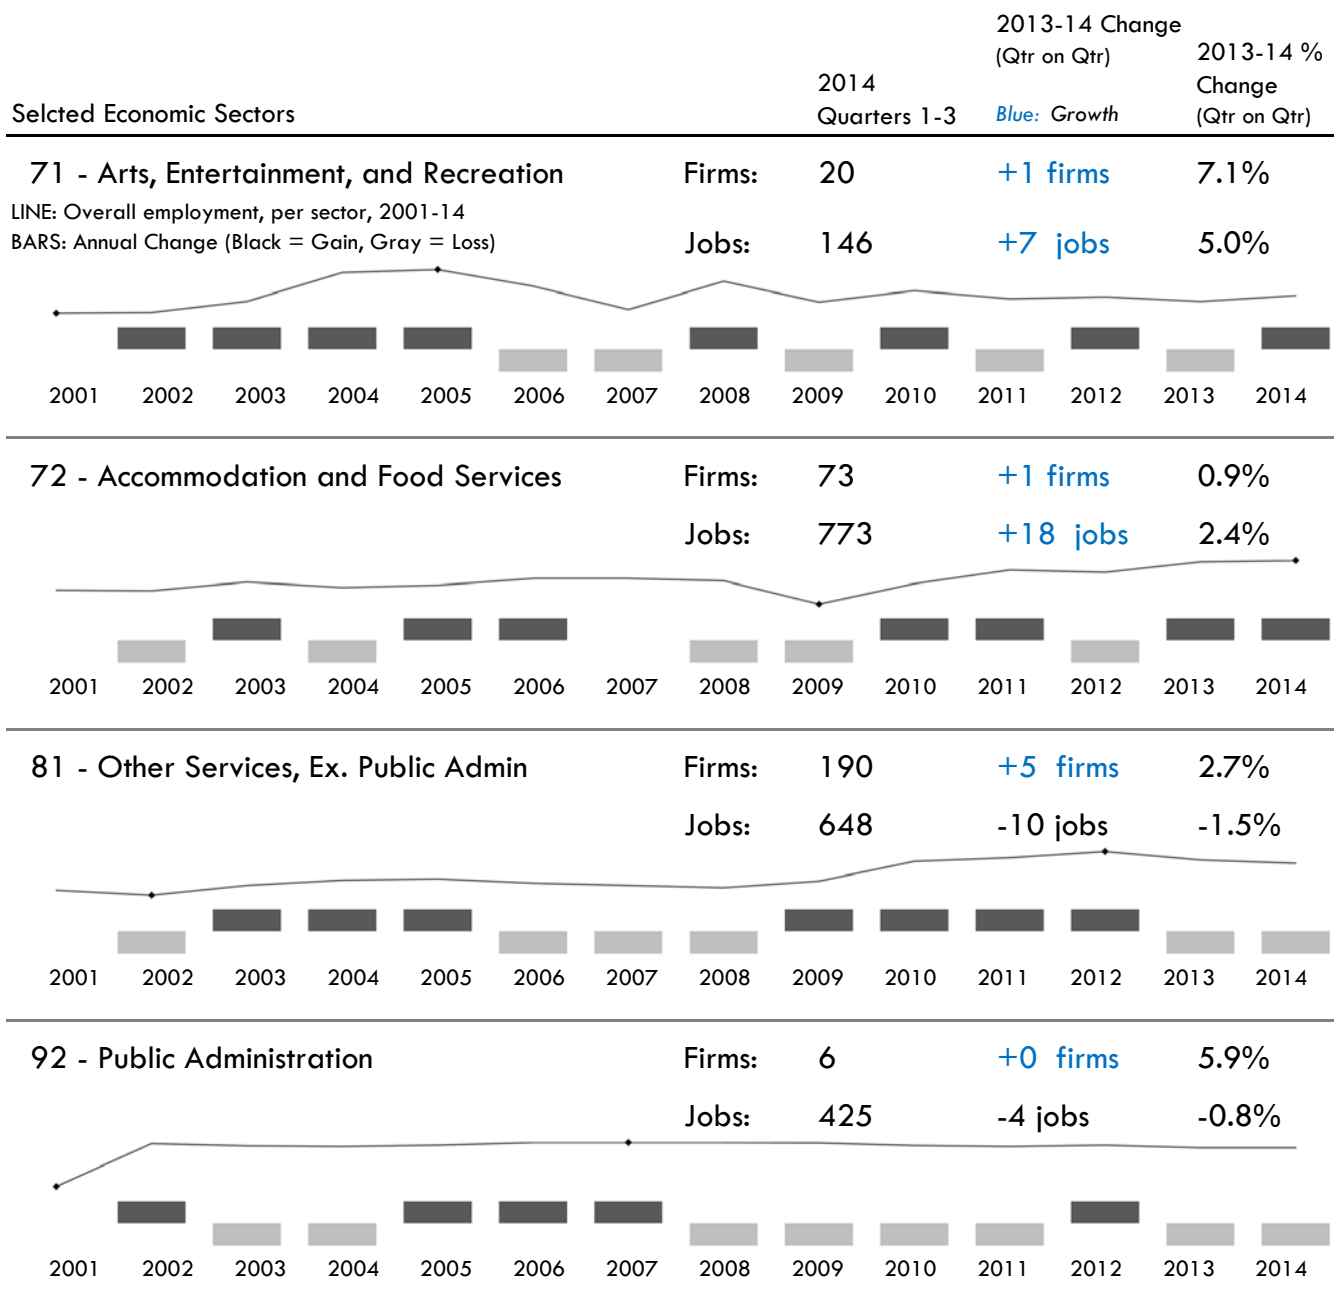 2013-14 Change
(Qtr on Qtr)
2013-14 %
Change
(Qtr on Qtr)
2014
Quarters 1-3
Selcted Economic Sectors
Blue: Growth
71 - Arts, Entertainment, and Recreation Firms: 20 +1 firms 7.1%
LINE: Overall employment, per sector, 2001-14
BARS: Annual Change (Black = Gain, Gray = Loss) Jobs: 146 +7 jobs 5.0%
2001 2002 2003 2004 2005 2006 2007 2008 2009 2010 2011 2012 2013 2014
72 - Accommodation and Food Services Firms: 73 +1 firms 0.9%
Jobs: 773 +18 jobs 2.4%
2001 2002 2003 2004 2005 2006 2007 2008 2009 2010 2011 2012 2013 2014
81 - Other Services, Ex. Public Admin Firms: 190 +5 firms 2.7%
Jobs: 648 -10 jobs -1.5%
2001 2002 2003 2004 2005 2006 2007 2008 2009 2010 2011 2012 2013 2014
92 - Public Administration Firms: 6 +0 firms 5.9%
Jobs: 425 -4 jobs -0.8%
2001 2002 2003 2004 2005 2006 2007 2008 2009 2010 2011 2012 2013 2014